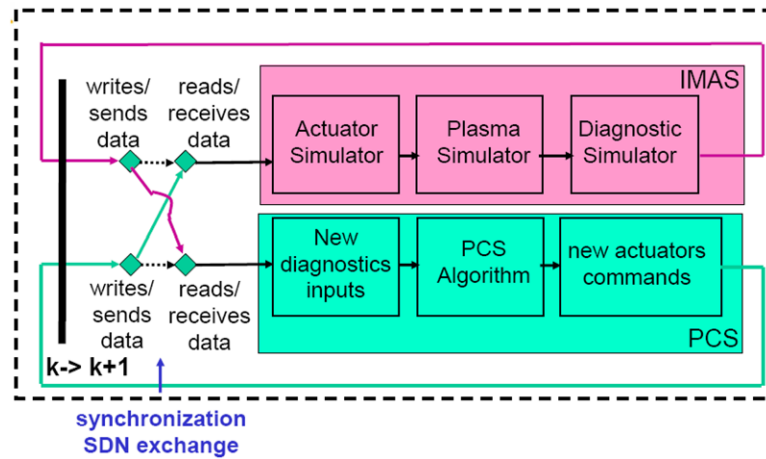 writes/
sends
data
reads/
receives
data
IMAS
Actuator
Simulator
Plasma
Simulator
Diagnostic
Simulator
New
diagnostics
inputs
PCS
Algorithm
new actuators
commands
PCS
writes/
sends
data
reads/
receives
data
k-> k+1
synchronization
SDN exchange